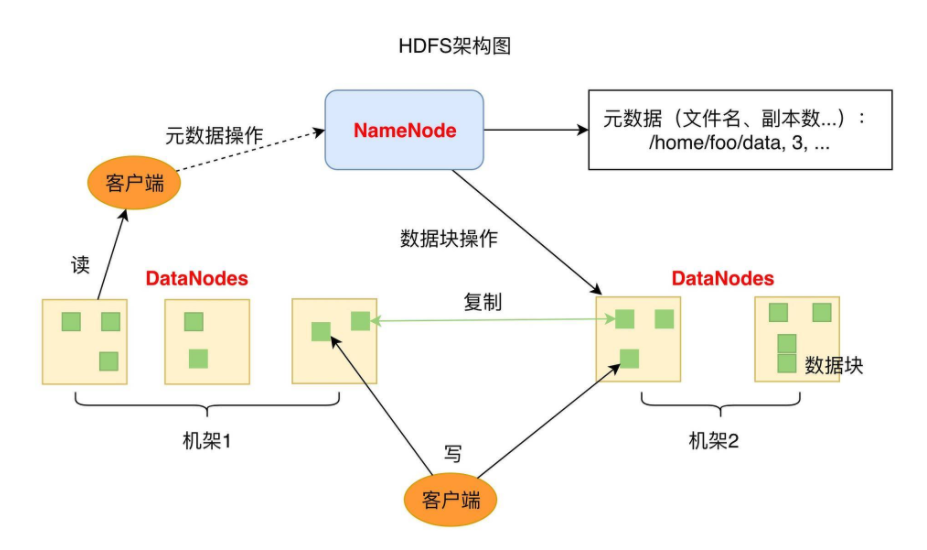 HDFS架构图
NameNode
元数据（文件名、副本数...）：
/home/foo/data, 3, ...
元数据操作
客户端
读
数据块操作
DataNodes
DataNodes
复制
数据块
机架1
机架2
写
客户端